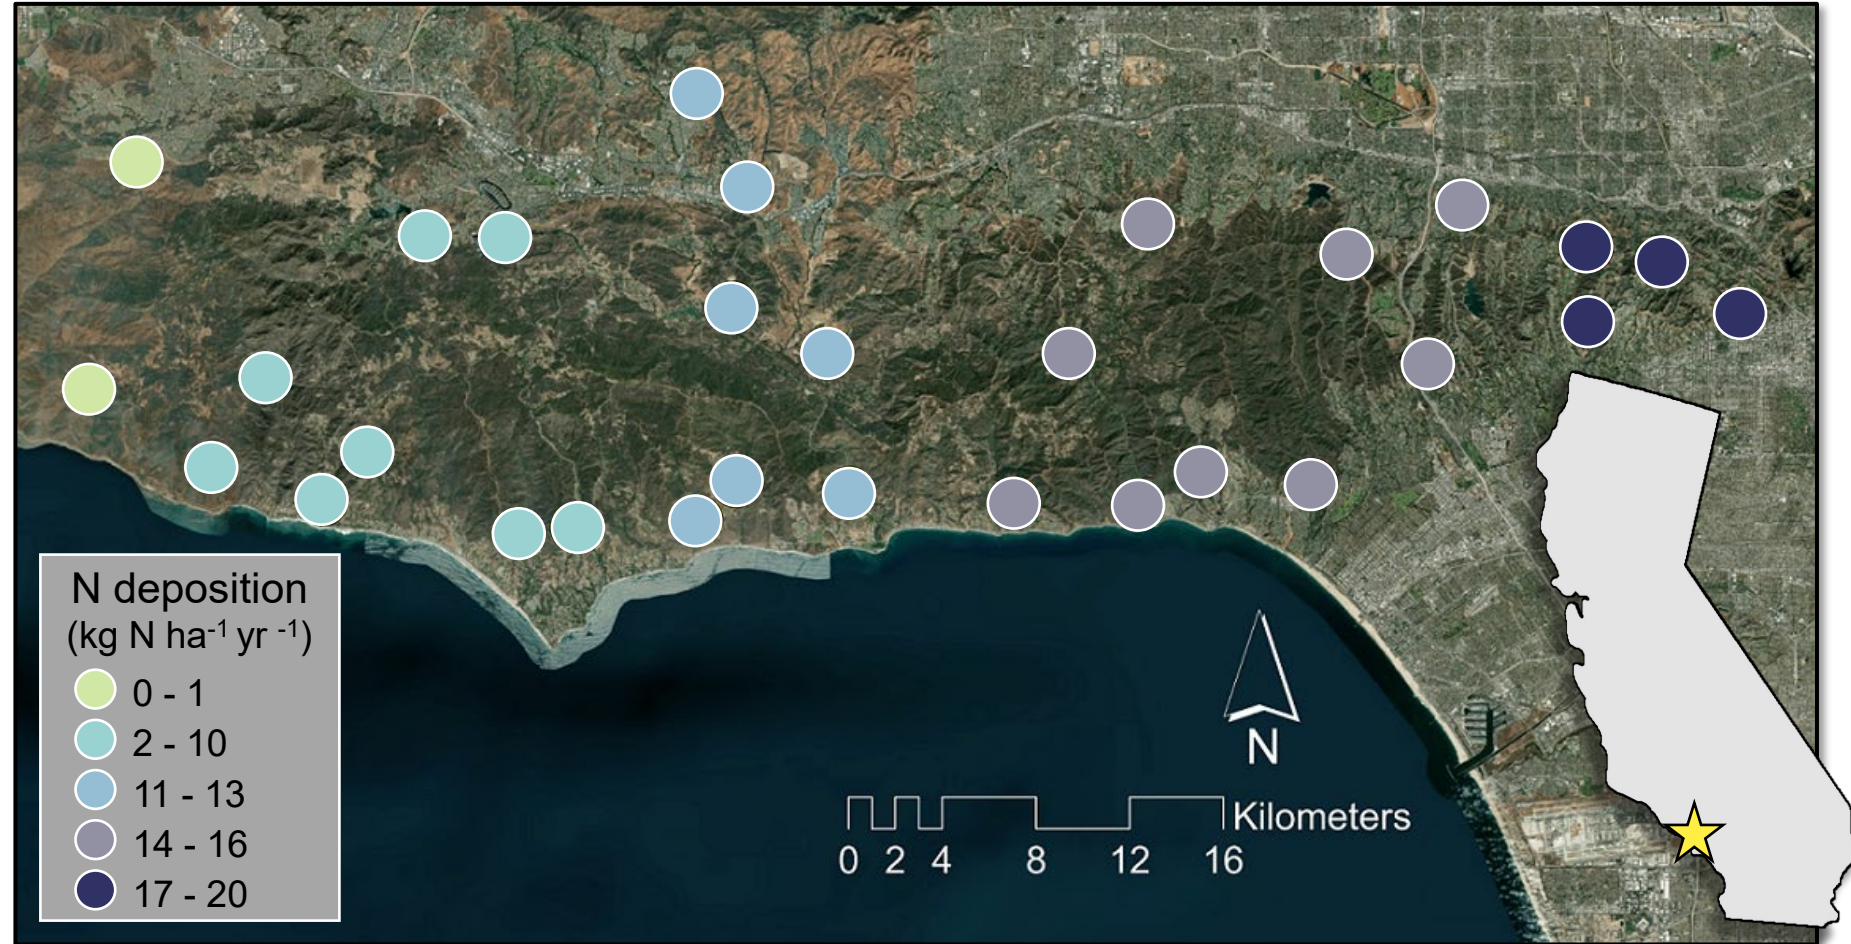 N deposition
(kg N ha-1 yr -1)
0 - 1
2 - 10
11 - 13
14 - 16
17 - 20
N
Kilometers
0 2 4 8 12 16